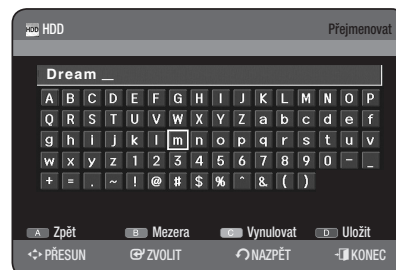 HDD HDD Přejmenovat
Dream _
A B C D E F G H I J K L M N O P
Q R S T U V W X Y Z a b c d e f
g h i j k l m n o p q r s t u v
w x y z 1 2 3 4 5 6 7 8 9 0 - _
+ = . ~ ! @ # $ % ^ & ( )
A Zpět B Mezera C Vynulovat D Uložit
PŘESUN ZVOLIT NAZPĚT KONEC